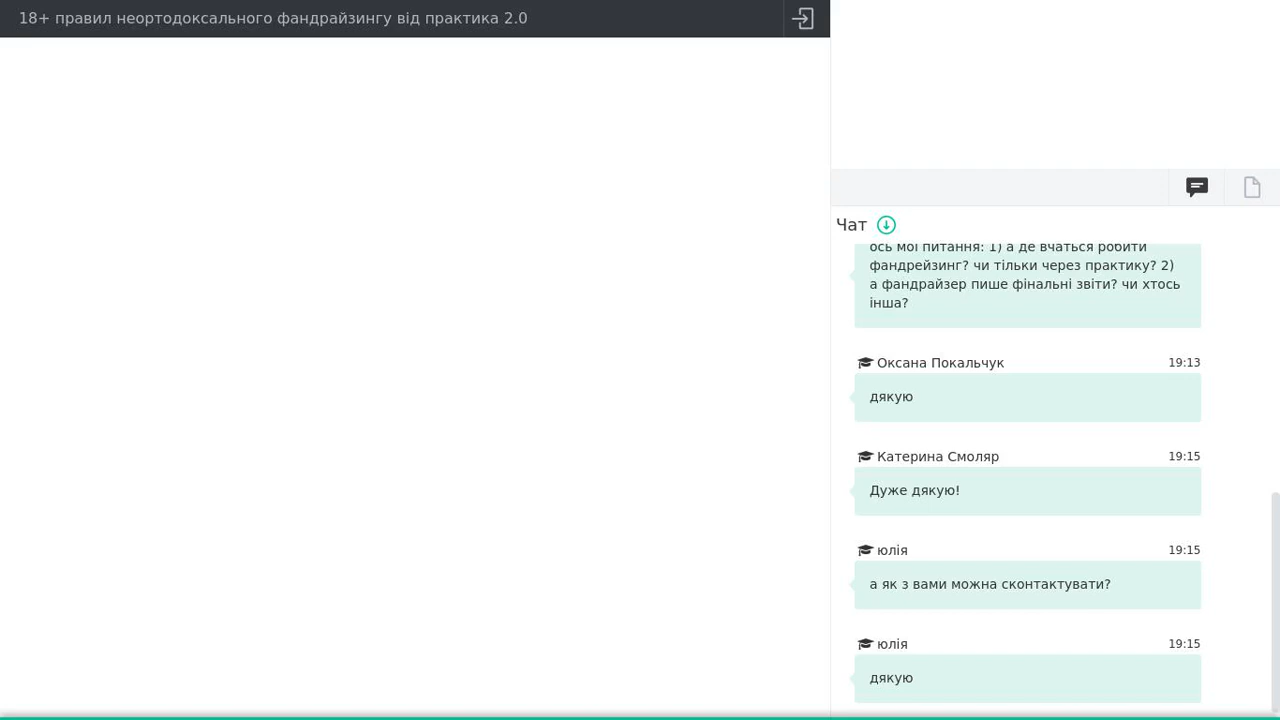 18+ правил неортодоксального фандрайзингу від практика 2.0
Чат
ось мої питання: 1) а де вчаться робити
фандрейзинг? чи тільки через практику? 2)
а фандрайзер пише фінальні звіти? чи хтось
інша?
Оксана Покальчук 19:13
дякую
Катерина Смоляр 19:15
Дуже дякую!
юлія 19:15
а як з вами можна сконтактувати?
юлія 19:15
дякую